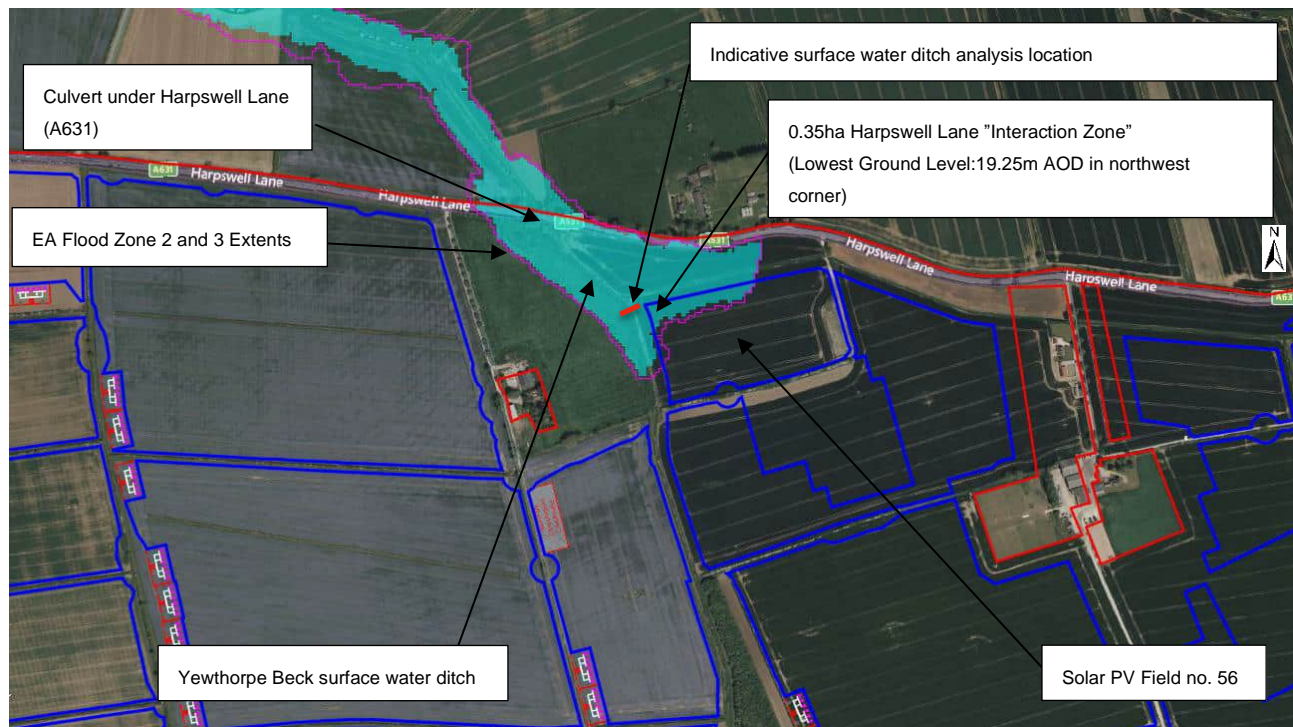 Indicative surface water ditch analysis location
Culvert under Harpswell Lane
(A631)
0.35ha Harpswell Lane "Interaction Zone"
(Lowest Ground Level:19.25m AOD in northwest
corner)
A631
Harpswell Lane
Harpswell Lane
A631
A631
Harpswell Lane
Harpswell Lane
N
EA Flood Zone 2 and 3 Extents
Yewthorpe Beck surface water ditch
Solar PV Field no. 56